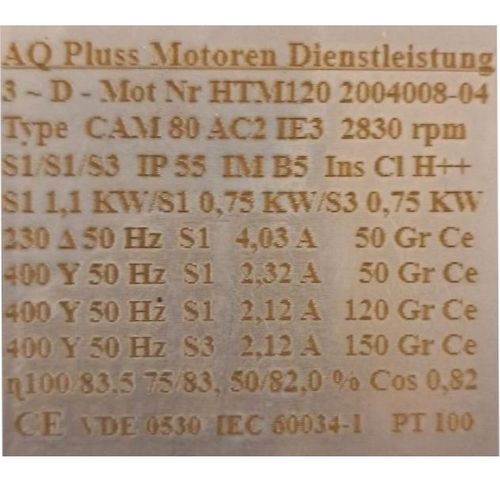 AQ Pluss Motoren Dienstleistung
3 ~ D - Mot Nr HTM120 2004008-04
Type CAM 80 AC2 IE3 2830 rpm
S1/S1/S3 IP 55 IM B5 Ins Cl H++
S1 1,1 KW/S1 0,75 KW/S3 0,75 KW
230 Δ 50 Hz S1 4,03 A 50 Gr Ce
400 Y 50 Hz S1 2,32 A 50 Gr Ce
400 Y 50 Hz S1 2,12 A 120 Gr Ce
400 Y 50 Hz S3 2,12 A 150 Gr Ce
η100/83,5 75/83, 50/82,0 % Cos 0,82
CE VDE 0530 IEC 60034-1 PT 100